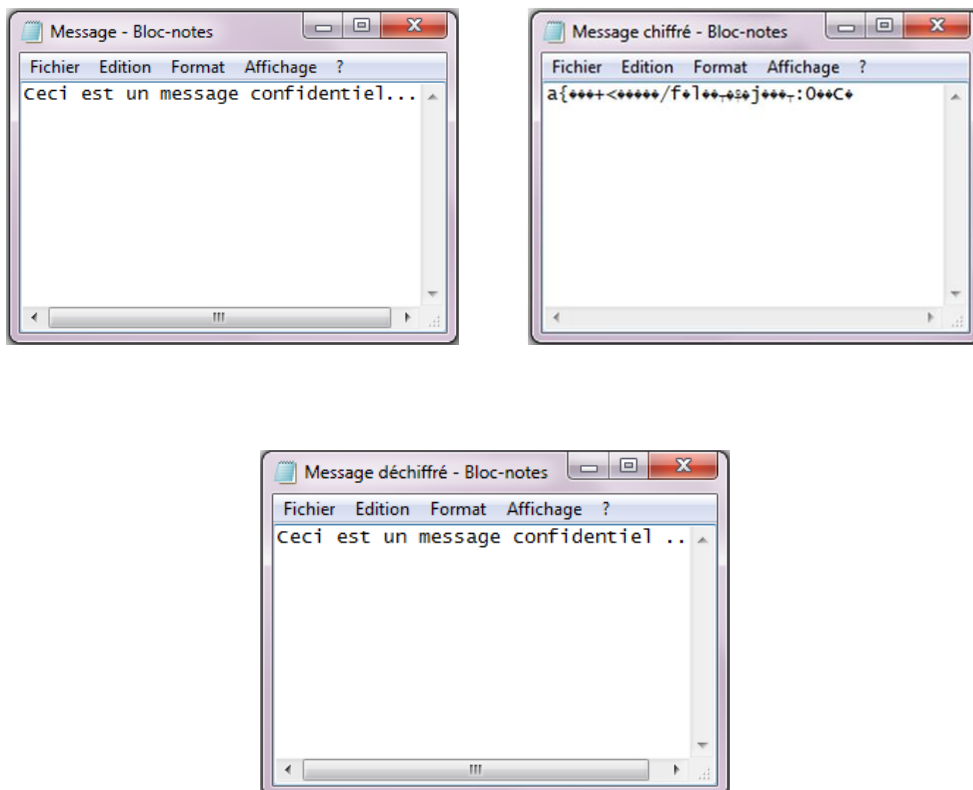 Message - Bloc-notes
Fichier Edition Format Affichage ?
Ceci est un message confidentiel...
Message chiffré - Bloc-notes
Fichier Edition Format Affichage ?
a{���+<�����/f�l��┬�♀�j���┬:O��C�
Message déchiffré - Bloc-notes
Fichier Edition Format Affichage ?
Ceci est un message confidentiel ..